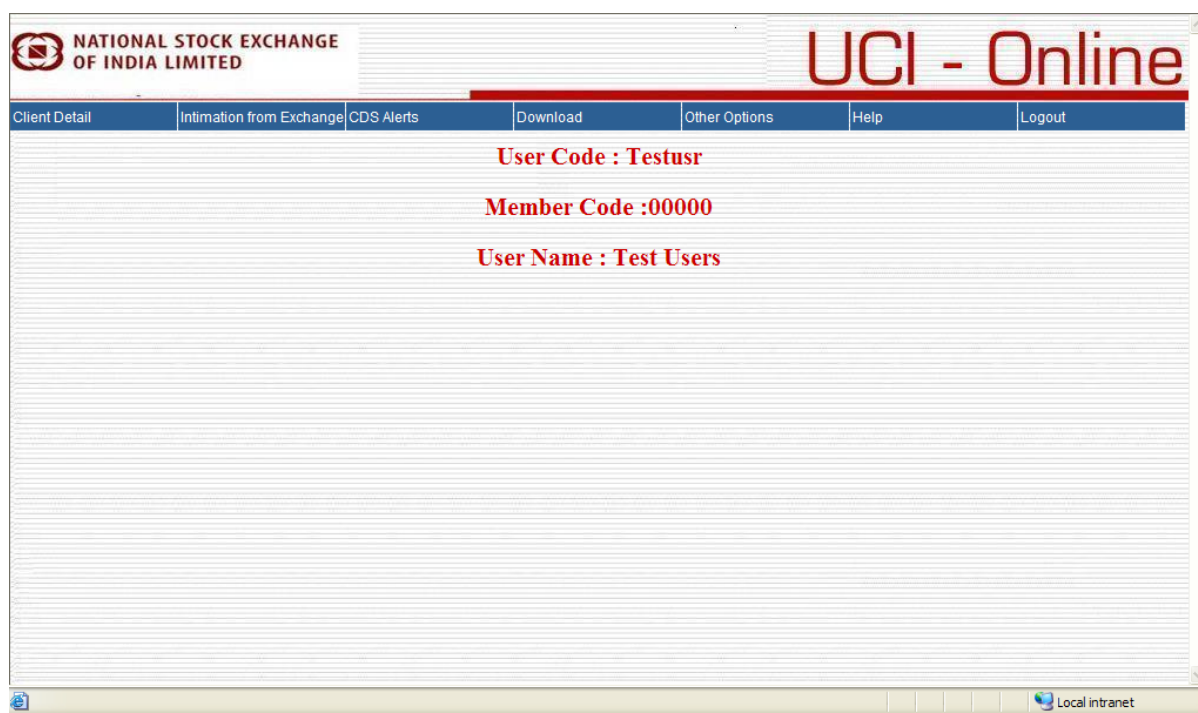 NATIONAL STOCK EXCHANGE
OF INDIA LIMITED
UCI - Online
Client Detail Intimation from Exchange CDS Alerts Download Other Options Help Logout
User Code : Testusr
Member Code :00000
User Name : Test Users
Local intranet